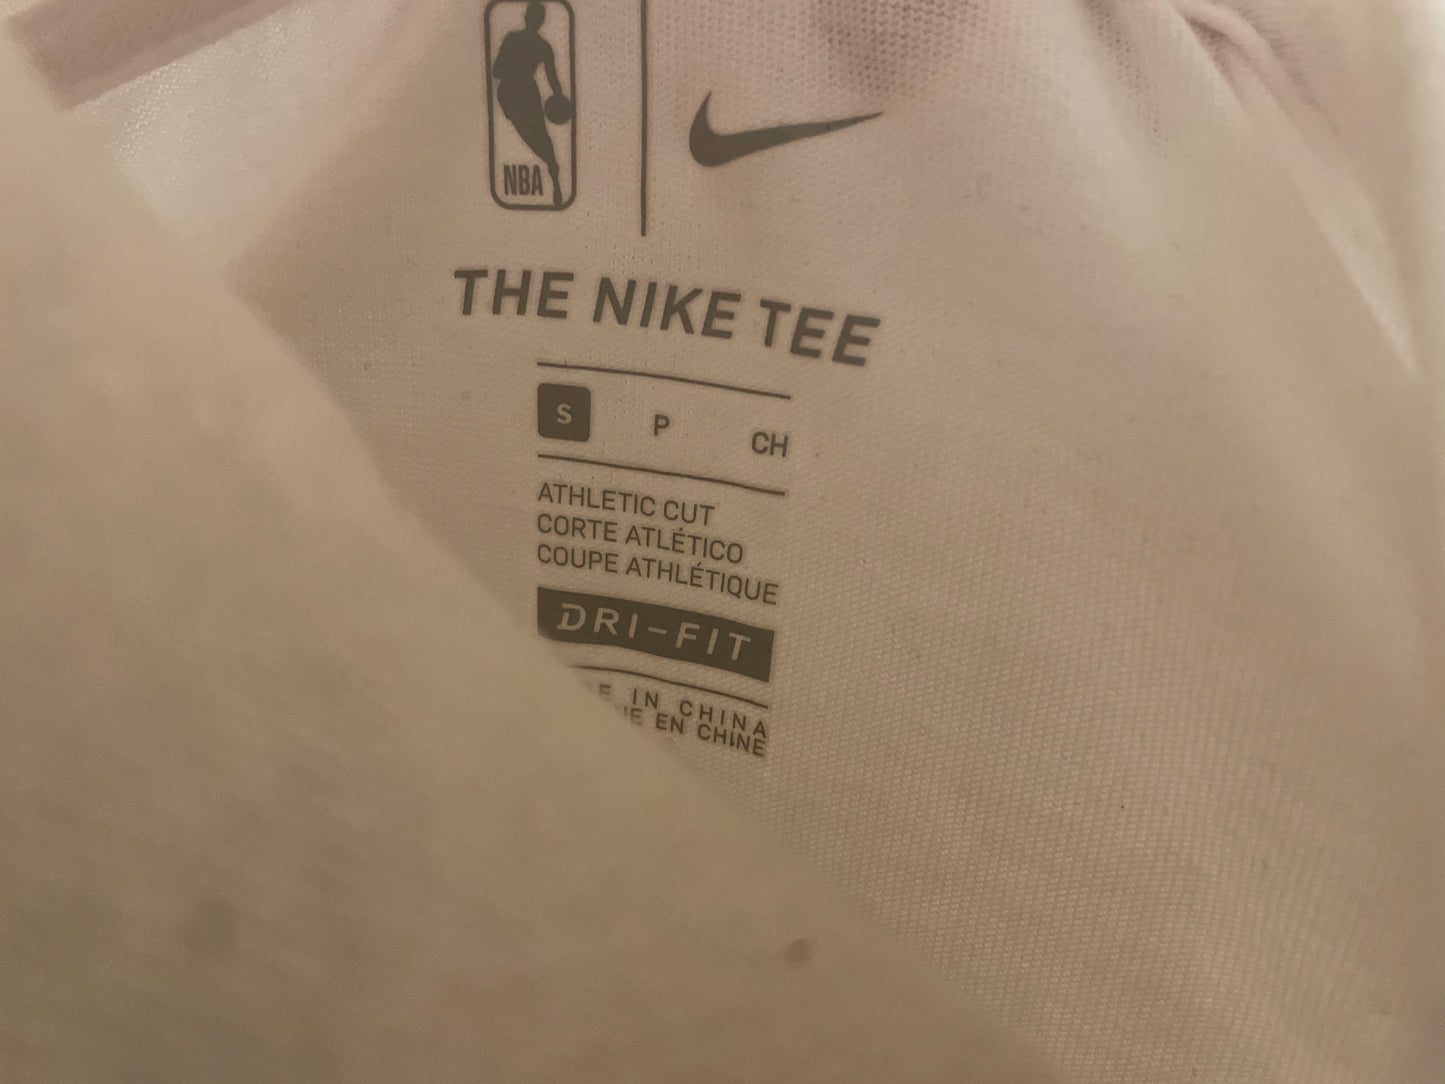 NBA
THE NIKE TEE
S P CH
ATHLETIC CUT
CORTE ATLÉTICO
COUPE ATHLÉTIQUE
DRI-FIT
IN CHINA
EN CHINE